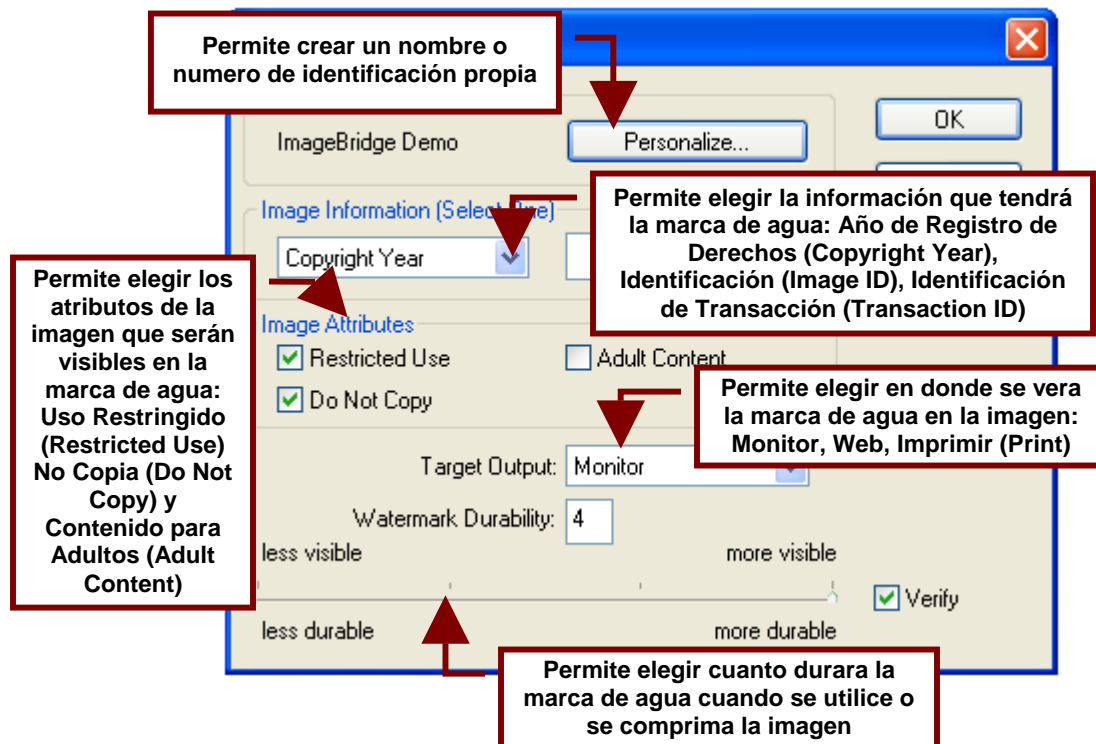 Permite crear un nombre o
numero de identificación propia
OK
ImageBridge Demo
Personalize...
Permite elegir la información que tendrá
la marca de agua: Año de Registro de
Derechos (Copyright Year),
Identificación (Image ID), Identificación
de Transacción (Transaction ID)
Image Information (Select One)
Copyright Year
Permite elegir los
atributos de la
imagen que serán
visibles en la
marca de agua:
Uso Restringido
(Restricted Use)
No Copia (Do Not
Copy) y
Contenido para
Adultos (Adult
Content)
Image Attributes
Restricted Use
Adult Content
Do Not Copy
Permite elegir en donde se vera
la marca de agua en la imagen:
Monitor, Web, Imprimir (Print)
Target Output: Monitor
Watermark Durability: 4
less visible
more visible
Verify
less durable
more durable
Permite elegir cuanto durara la
marca de agua cuando se utilice o
se comprima la imagen